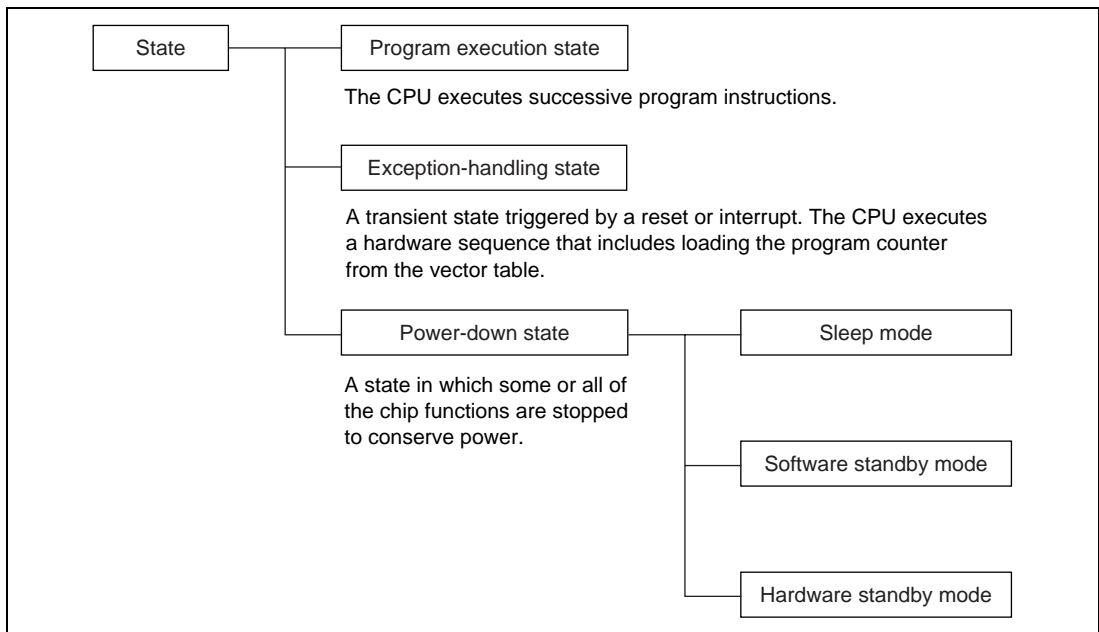 State
Program execution state
The CPU executes successive program instructions.
Exception-handling state
A transient state triggered by a reset or interrupt. The CPU executes
a hardware sequence that includes loading the program counter
from the vector table.
Power-down state
Sleep mode
A state in which some or all of
the chip functions are stopped
to conserve power.
Software standby mode
Hardware standby mode